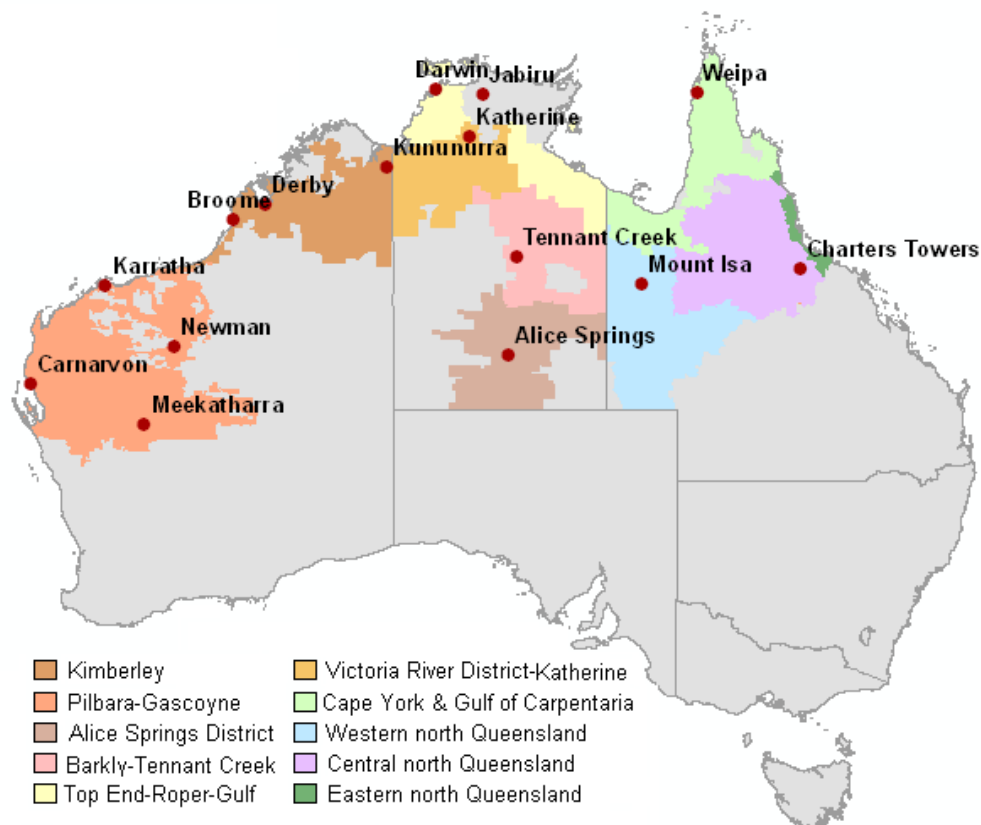 Darwin
Jabiru
Weipa
Katherine
Kununurra
Derby
Broome
Tennant Creek
Charters Towers
Mount Isa
Karratha
Newman
Alice Springs
Carnarvon
Meekatharra
Kimberley
Pilbara-Gascoyne
Alice Springs District
Barkly-Tennant Creek
Top End-Roper-Gulf
Victoria River District-Katherine
Cape York & Gulf of Carpentaria
Western north Queensland
Central north Queensland
Eastern north Queensland